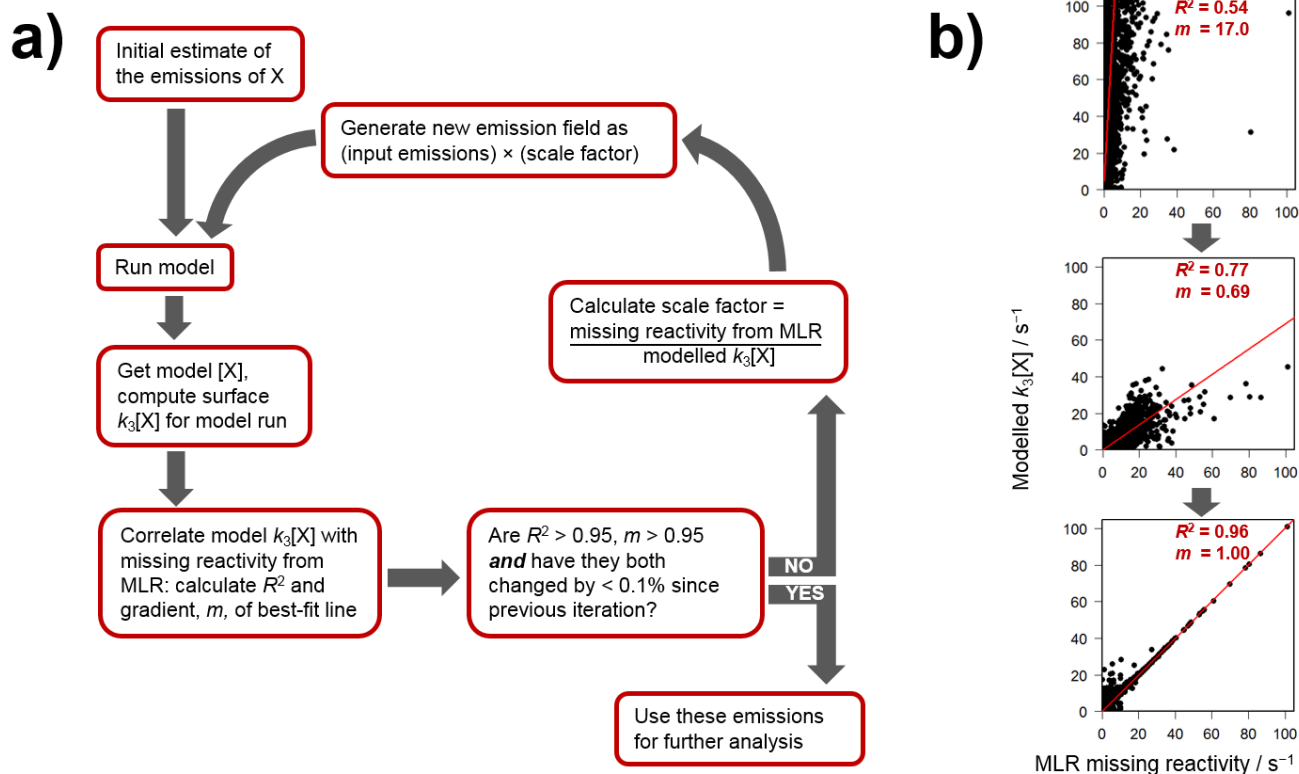 a)
Initial estimate of
the emissions of X
Generate new emission field as
(input emissions) × (scale factor)
Run model
Calculate scale factor =
missing reactivity from MLR
modelled k₃[X]
Get model [X],
compute surface
k₃[X] for model run
Correlate model k₃[X] with
missing reactivity from
MLR: calculate R² and
gradient, m, of best-fit line
Are R² > 0.95, m > 0.95
and have they both
changed by < 0.1% since
previous iteration?
NO
YES
Use these emissions
for further analysis
b)
R² = 0.54
m = 17.0
100
80
60
40
20
0
0 20 40 60 80 100
R² = 0.77
m = 0.69
100
80
60
40
20
0
0 20 40 60 80 100
Modelled k₃[X] / s⁻¹
R² = 0.96
m = 1.00
100
80
60
40
20
0
0 20 40 60 80 100
MLR missing reactivity / s⁻¹